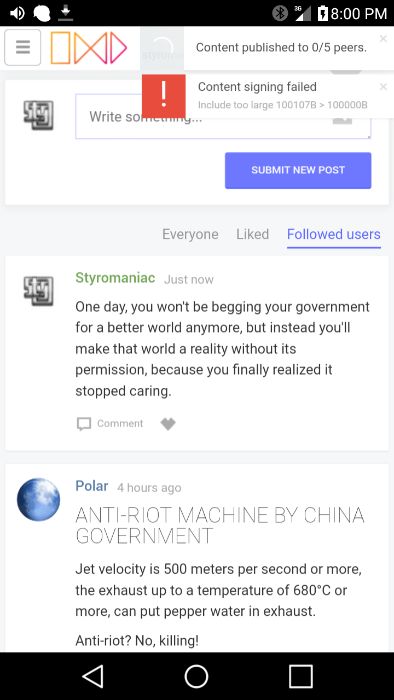 8:00 PM
Content published to 0/5 peers.
Content signing failed
Include too large 100107B > 100000B
Write something...
SUBMIT NEW POST
Everyone Liked Followed users
Styromaniac Just now
One day, you won't be begging your government
for a better world anymore, but instead you'll
make that world a reality without its
permission, because you finally realized it
stopped caring.
Comment
Polar 4 hours ago
ANTI-RIOT MACHINE BY CHINA
GOVERNMENT
Jet velocity is 500 meters per second or more,
the exhaust up to a temperature of 680°C or
more, can put pepper water in exhaust.
Anti-riot? No, killing!